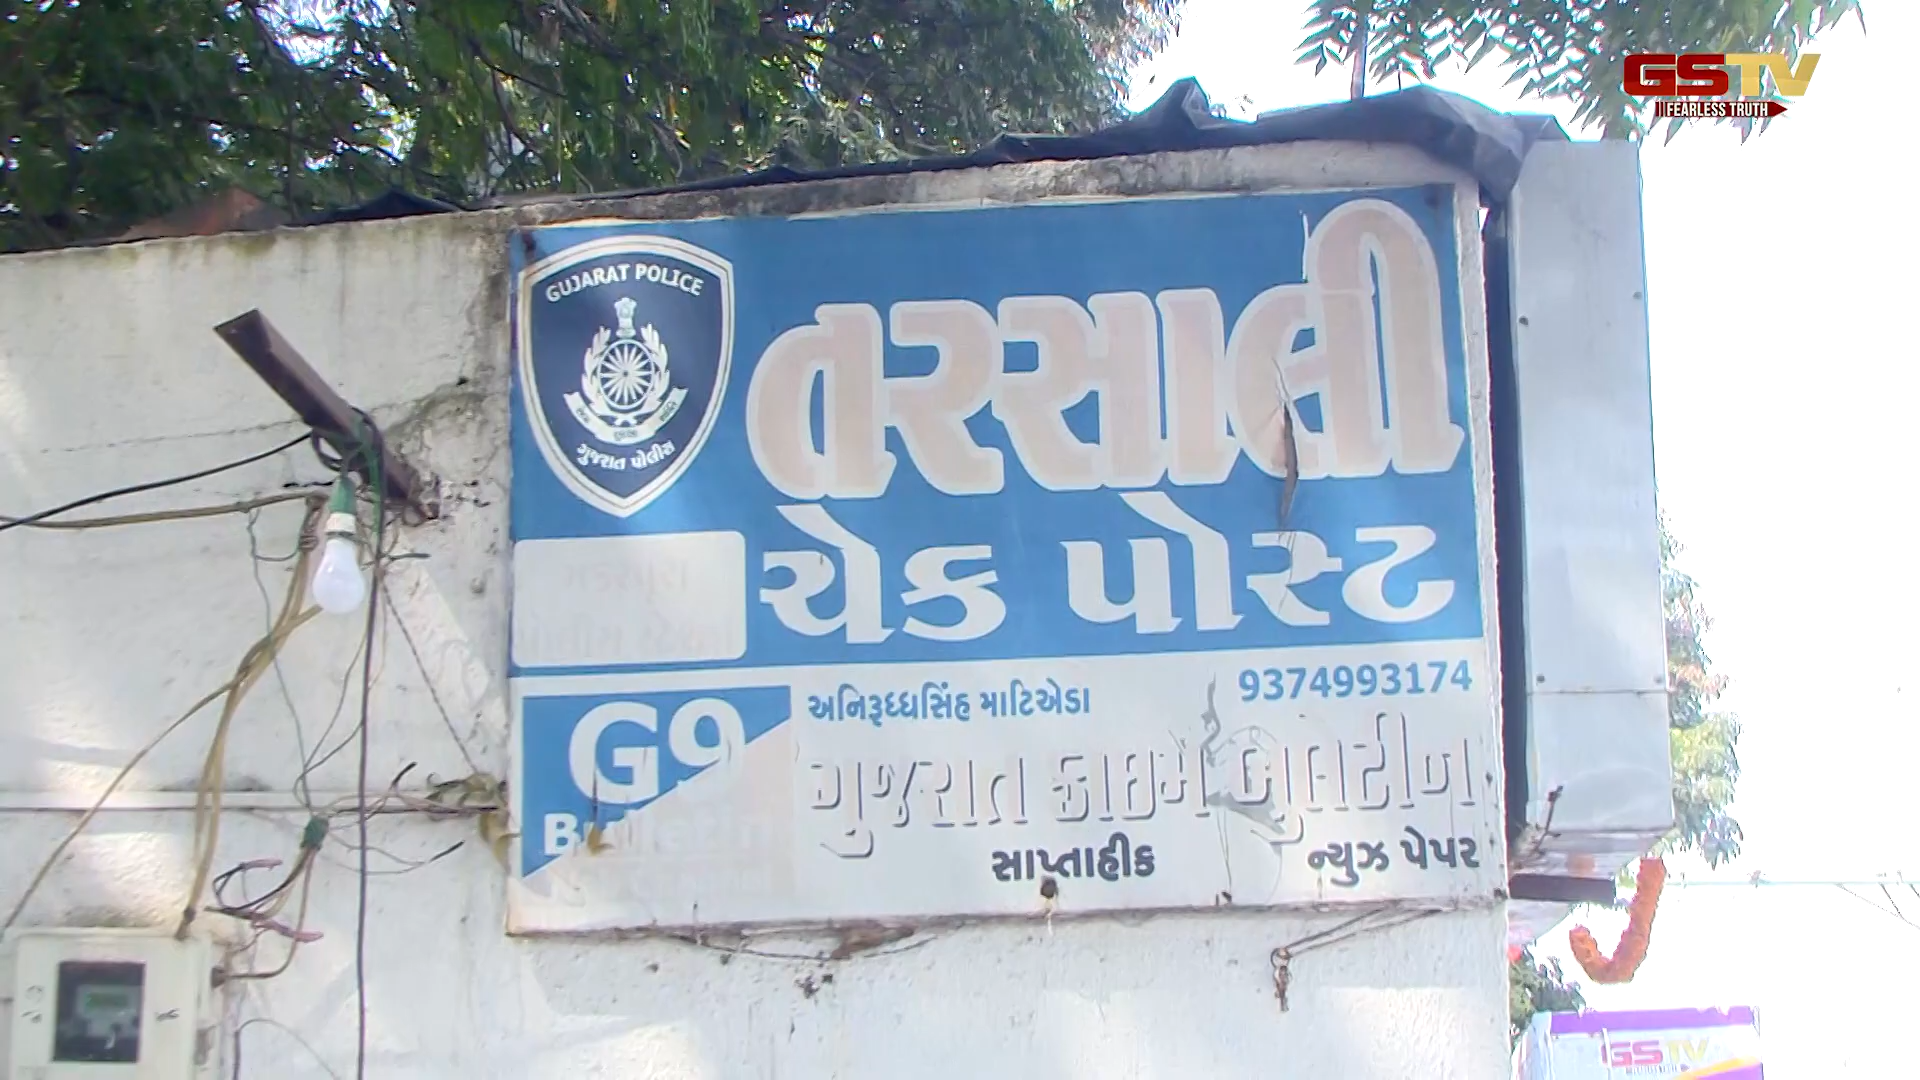 GSTV
FEARLESS TRUTH
GUJARAT POLICE
ગુજરાત પોલીસ
તરસાલી
ચેક પોસ્ટ
G9
અનિરૂધ્ધસિંહ માટિએડા
9374993174
ગુજરાત ક્રાઇમ બુલેટીન
સાપ્તાહીક
ન્યુઝ પેપર
GSTV